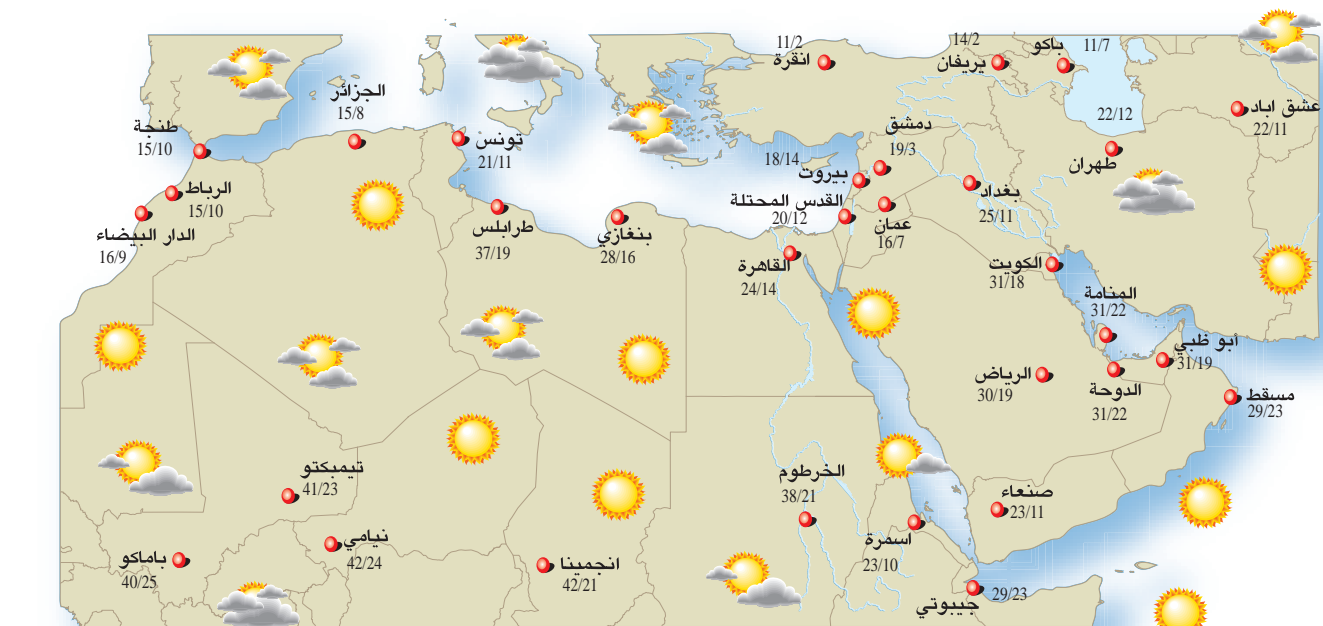 11/2
انقرة
14/2
يريفان
باكو
11/7
عشق اباد
22/11
22/12
طهران
الجزائر
15/8
طنجة
15/10
تونس
21/11
دمشق
19/3
18/14
بيروت
الرباط
15/10
القدس المحتلة
20/12
بغداد
25/11
عمان
16/7
الدار البيضاء
16/9
طرابلس
37/19
بنغازي
28/16
القاهرة
24/14
الكويت
31/18
المنامة
31/22
أبو ظبي
31/19
الرياض
30/19
الدوحة
31/22
مسقط
29/23
تيمبكتو
41/23
الخرطوم
38/21
صنعاء
23/11
نيامي
42/24
اسمرة
23/10
باماكو
40/25
انجمينا
42/21
29/23
جيبوتي